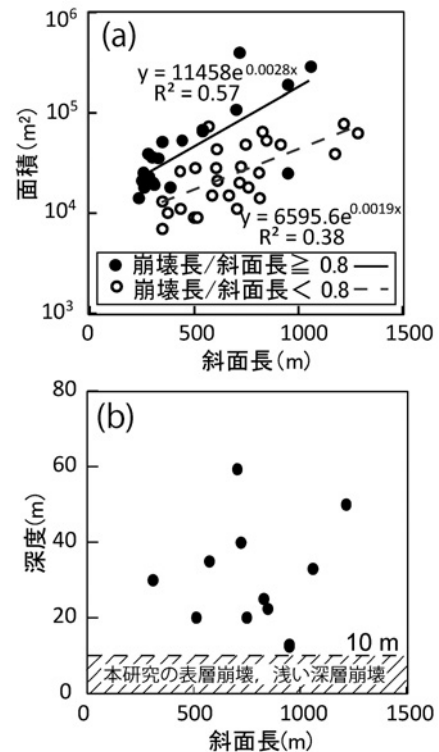 (a)
10⁶
10⁵
10⁴
10³
面積(m²)
y = 11458e^0.0028x
R² = 0.57
y = 6595.6e^0.0019x
R² = 0.38
● 崩壊長/斜面長≧ 0.8 ―
○ 崩壊長/斜面長< 0.8 – –
0 500 1000 1500
斜面長(m)
(b)
80
60
40
20
0
深度(m)
10 m
本研究の表層崩壊，浅い深層崩壊
0 500 1000 1500
斜面長(m)